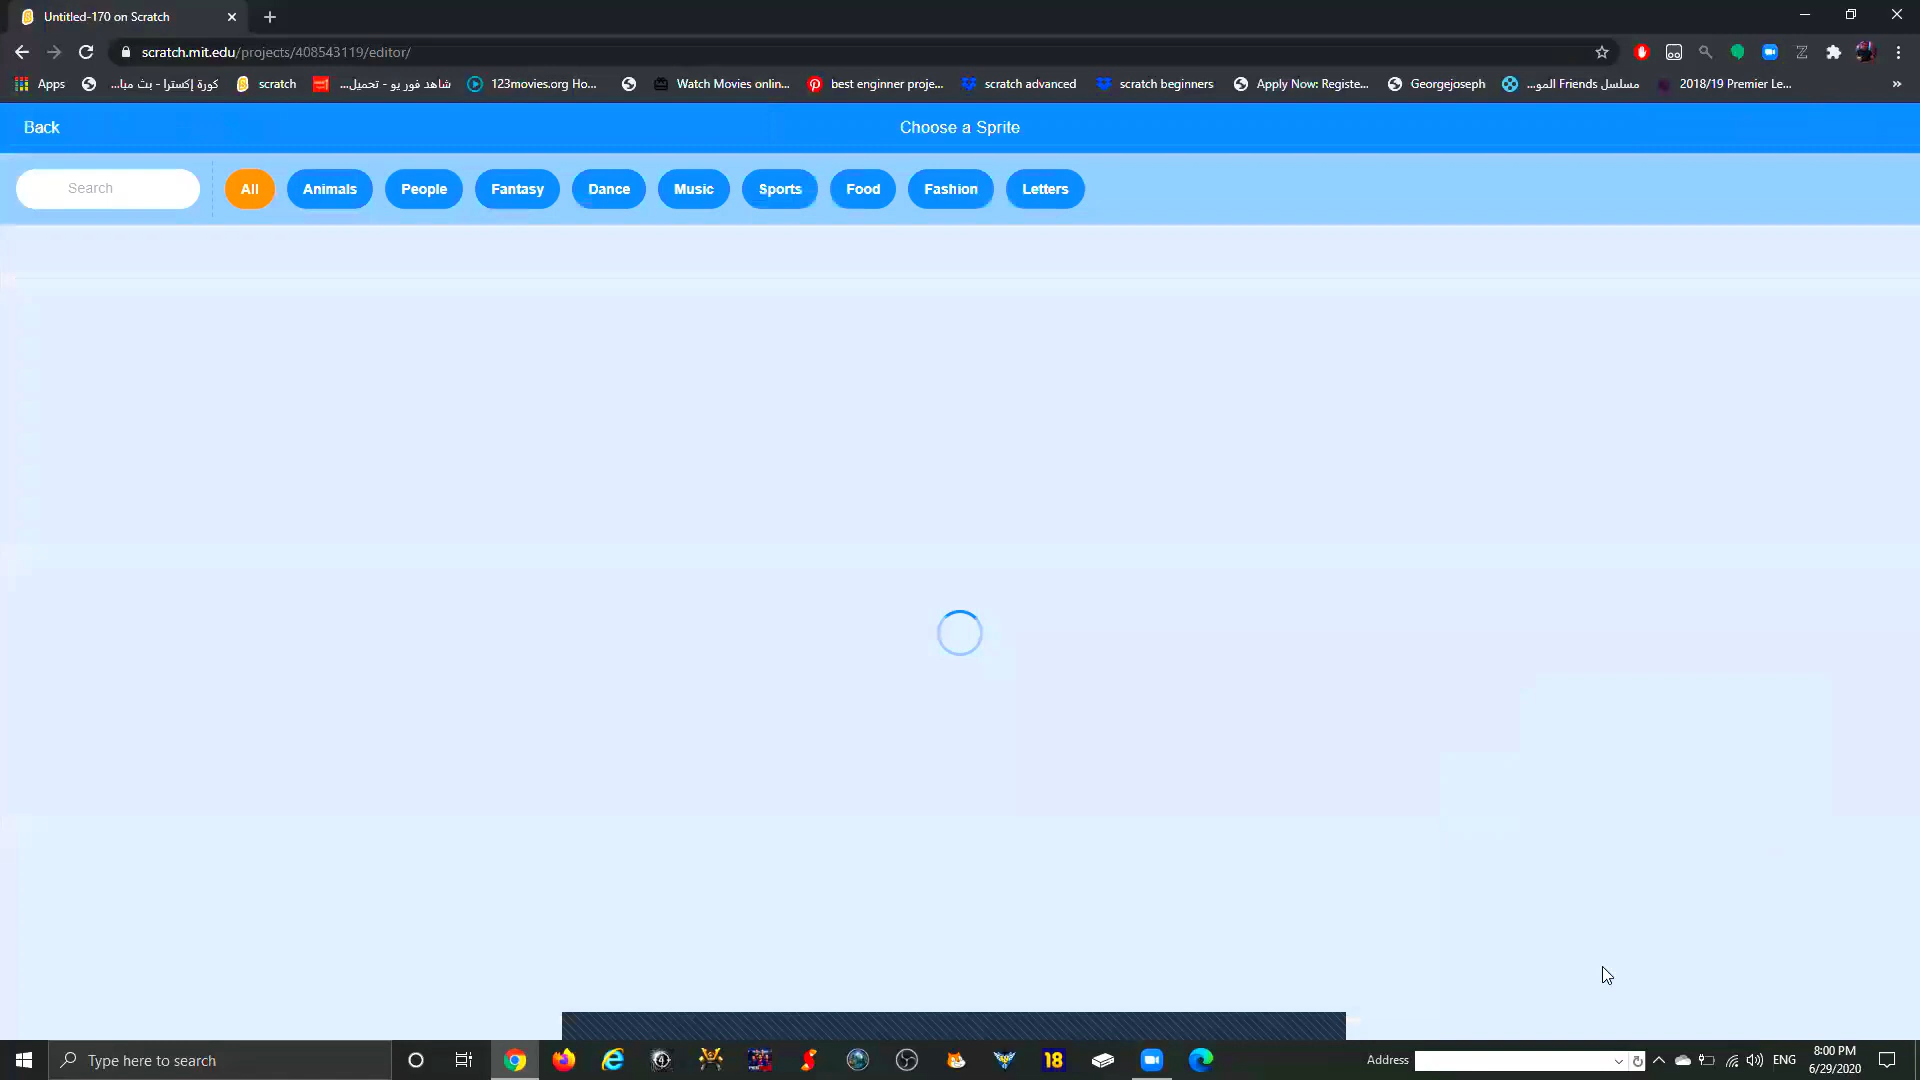 Untitled-170 on Scratch
scratch.mit.edu/projects/408543119/editor/
Apps
كورة إكسترا - بث مبا...
scratch
شاهد فور يو - تحميل...
123movies.org Ho...
Watch Movies onlin...
best enginner proje...
scratch advanced
scratch beginners
Apply Now: Registe...
Georgejoseph
مسلسل Friends المو...
2018/19 Premier Le...
»
Back
Choose a Sprite
Search
All
Animals
People
Fantasy
Dance
Music
Sports
Food
Fashion
Letters
Type here to search
18
Address
ENG
8:00 PM
6/29/2020